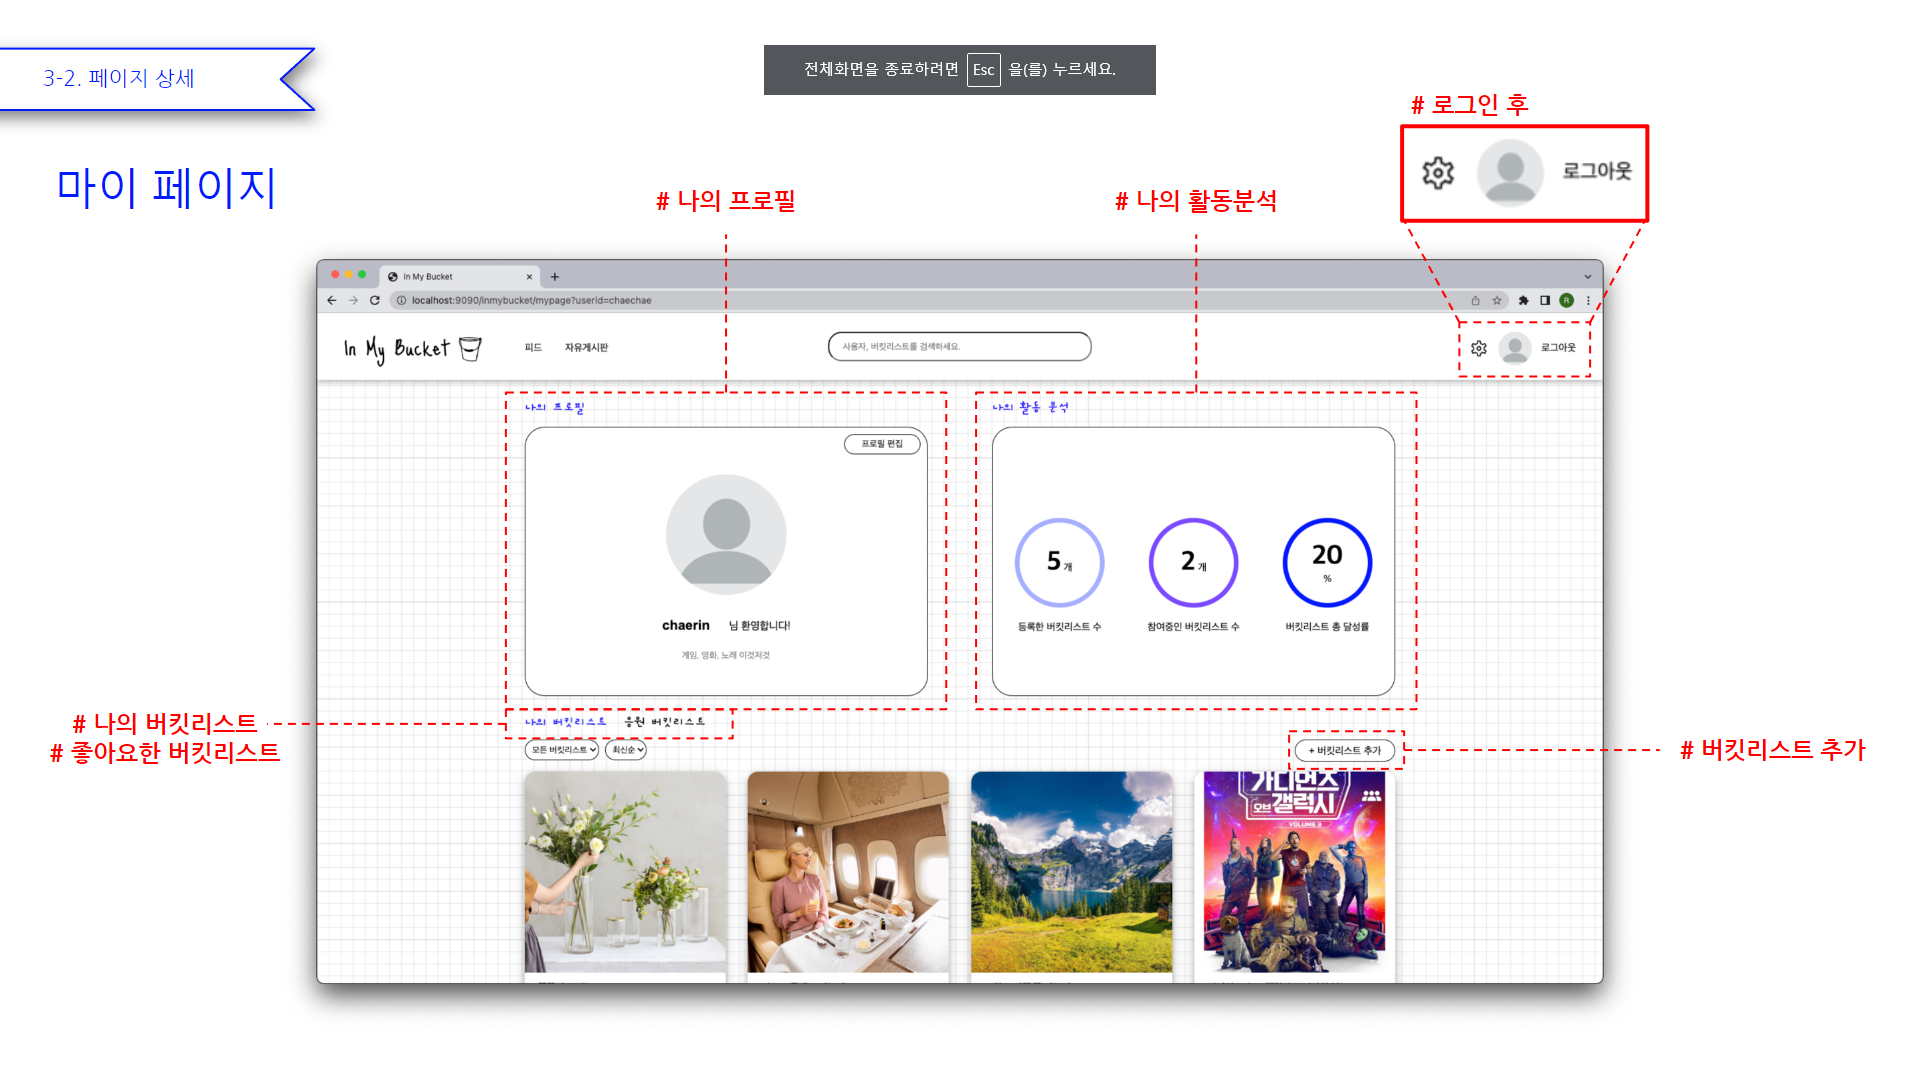 3-2. 페이지 상세
전체화면을 종료하려면 Esc 을(를) 누르세요.
# 로그인 후
로그아웃
마이 페이지
# 나의 프로필
# 나의 활동분석
In My Bucket
localhost:9090/inmybucket/mypage?userid=chaechae
R
In My Bucket
피드
자유게시판
사용자, 버킷리스트를 검색하세요.
로그아웃
나의 프로필
나의 활동 분석
프로필 편집
5 개
2 개
20
%
chaerin 님 환영합니다!
등록한 버킷리스트 수
참여중인 버킷리스트 수
버킷리스트 총 달성률
게임, 영화, 노래 이것저것
# 나의 버킷리스트
# 좋아요한 버킷리스트
나의 버킷리스트
응원 버킷리스트
모든 버킷리스트
최신순
+ 버킷리스트 추가
# 버킷리스트 추가
가디언즈
오브 갤럭시
VOLUME 3